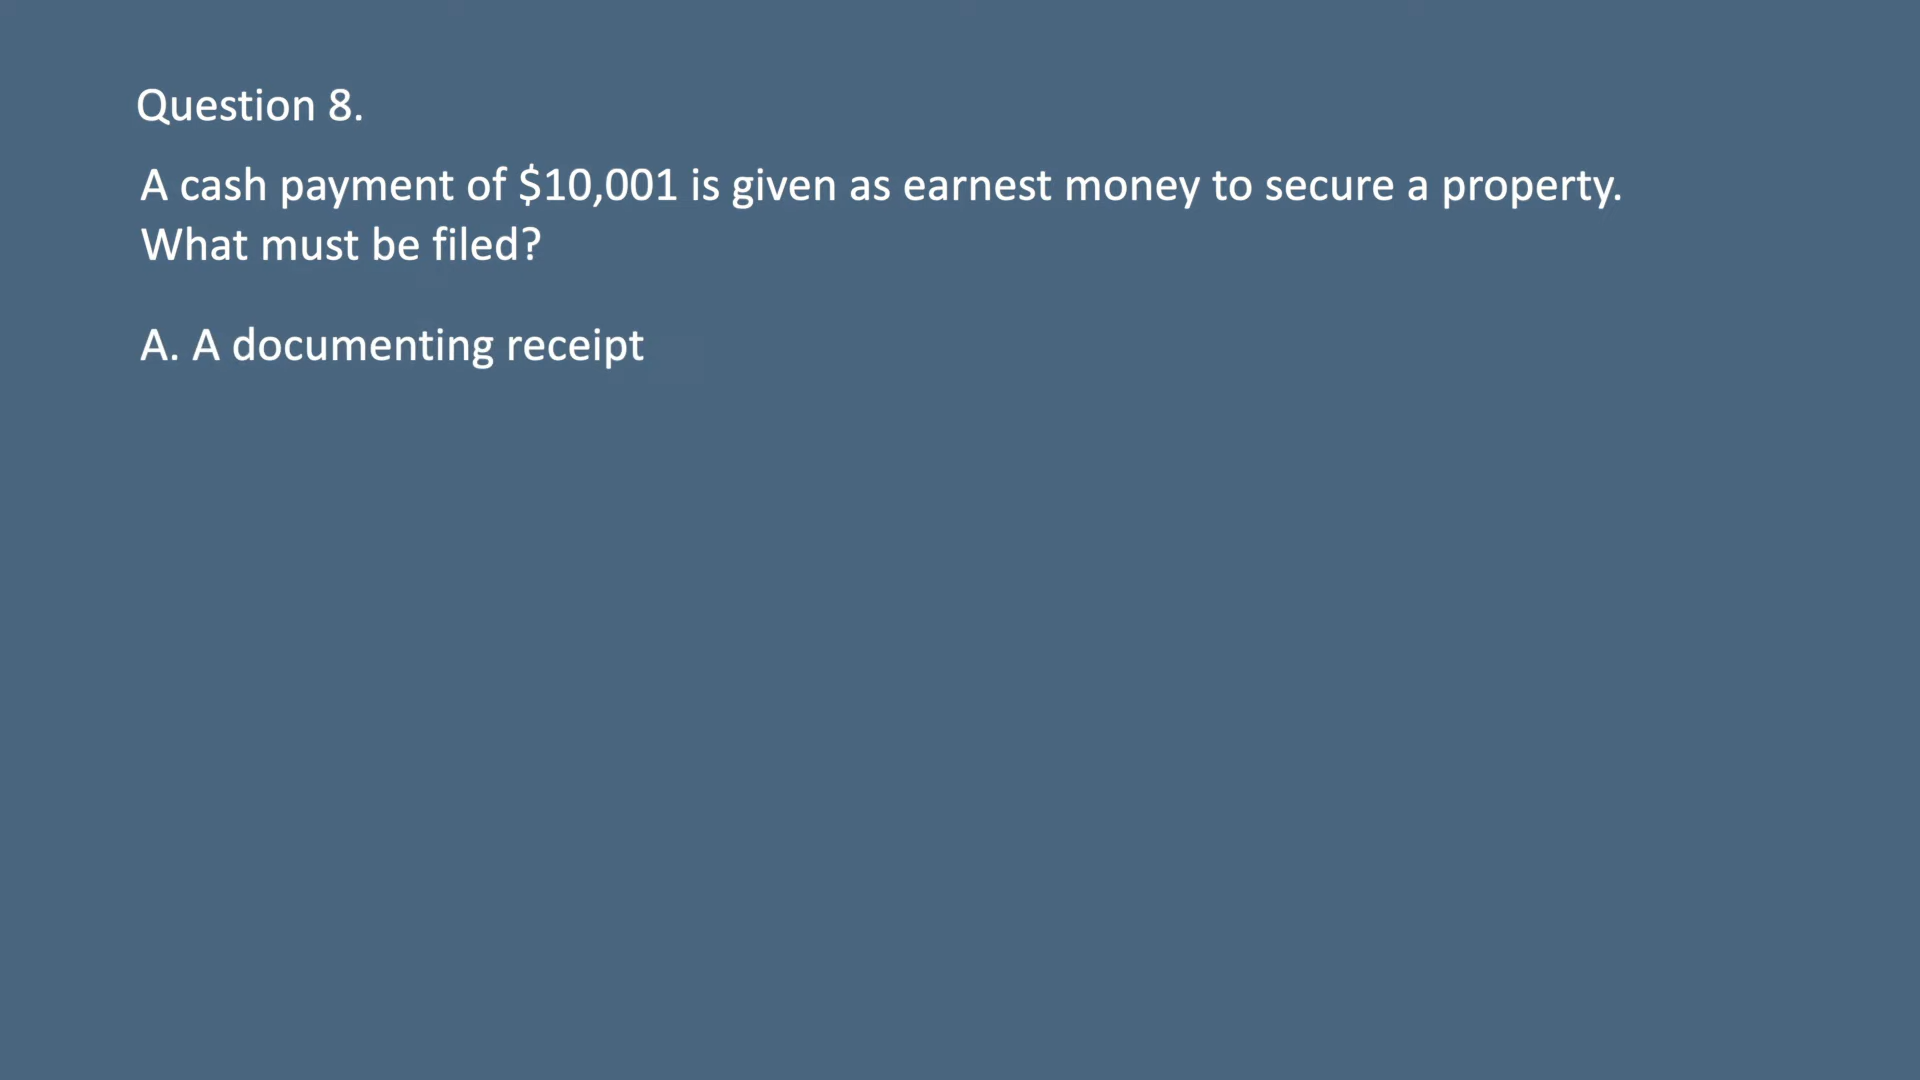 Question 8.
A cash payment of $10,001 is given as earnest money to secure a property.
What must be filed?
A. A documenting receipt